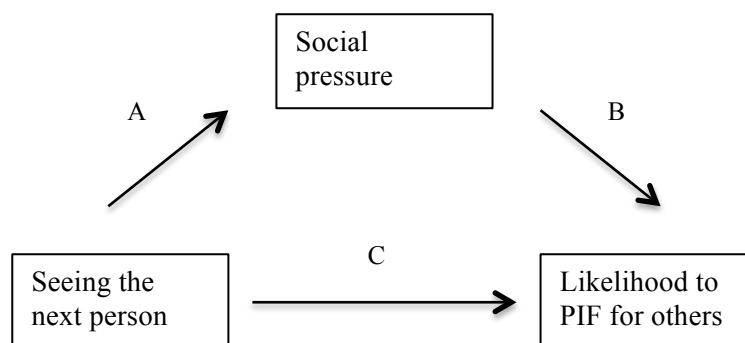 Social
pressure
A
B
C
Seeing the
next person
Likelihood to
PIF for others